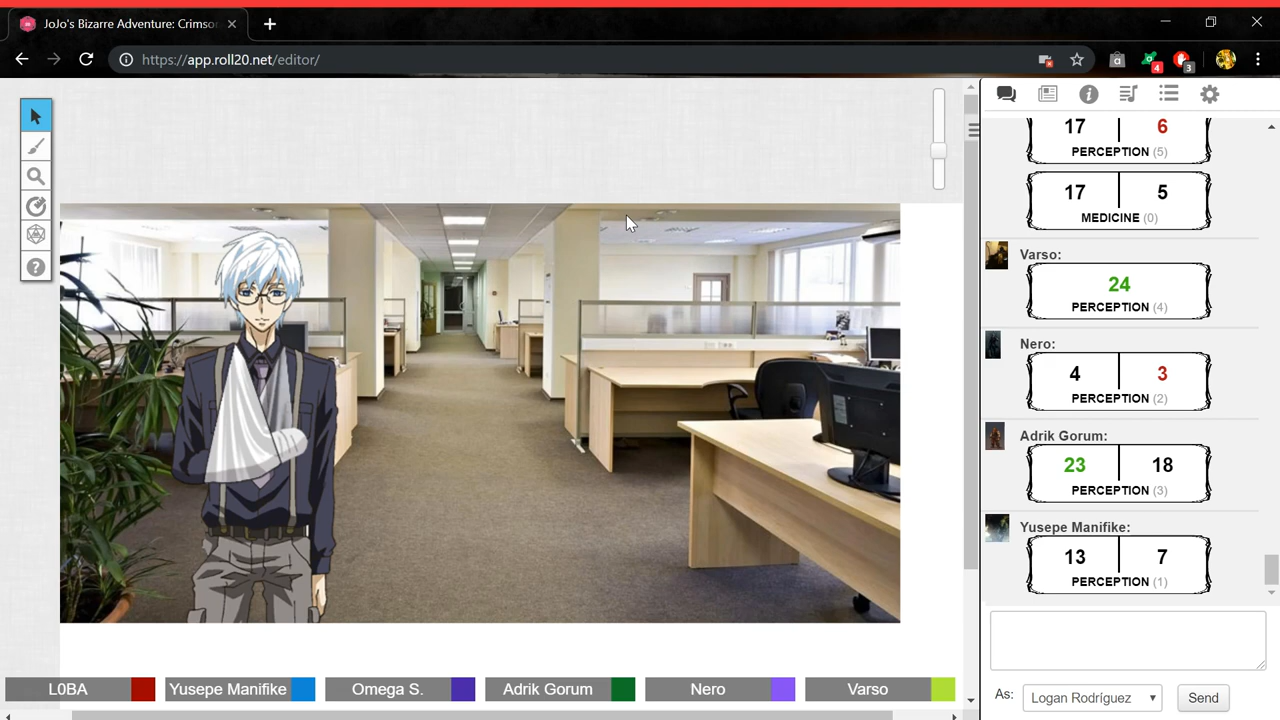 JoJo's Bizarre Adventure: Crimso
https://app.roll20.net/editor/
4
3
17 6
PERCEPTION (5)
17 5
MEDICINE (0)
Varso:
24
PERCEPTION (4)
Nero:
4 3
PERCEPTION (2)
Adrik Gorum:
23 18
PERCEPTION (3)
Yusepe Manifike:
13 7
PERCEPTION (1)
L0BA
Yusepe Manifike
Omega S.
Adrik Gorum
Nero
Varso
As:
Logan Rodríguez
Send